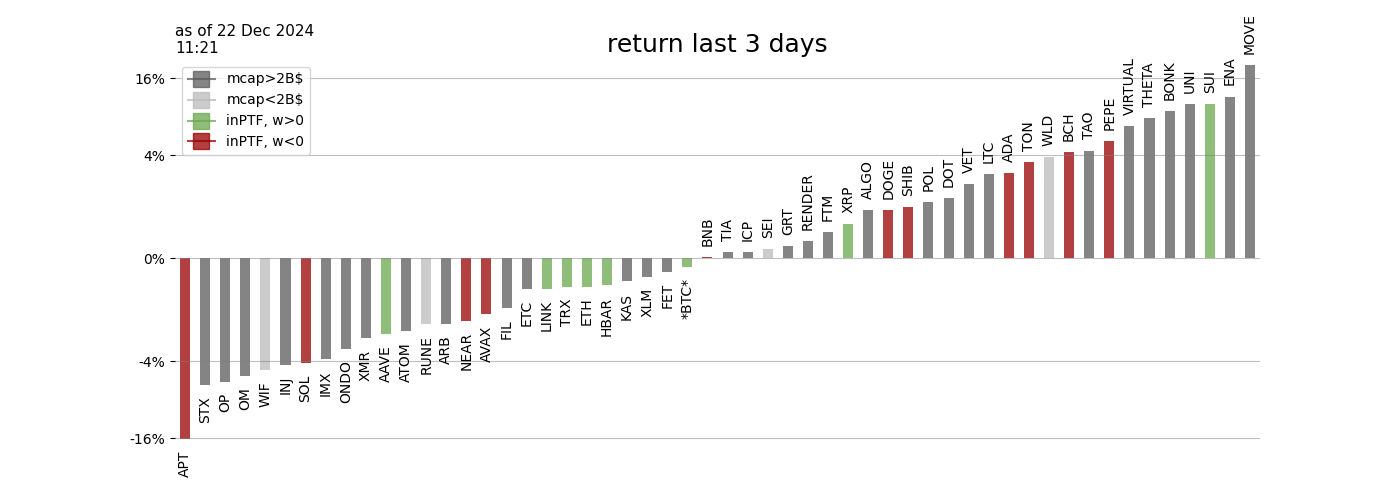 as of 22 Dec 2024
11:21
return last 3 days
mcap>2B$
mcap<2B$
inPTF, w>0
inPTF, w<0
16%
4%
0%
-4%
-16%
APT
STX
OP
OM
WIF
INJ
SOL
IMX
ONDO
XMR
AAVE
ATOM
RUNE
ARB
NEAR
AVAX
FIL
ETC
LINK
TRX
ETH
HBAR
KAS
XLM
FET
*BTC*
BNB
TIA
ICP
SEI
GRT
RENDER
FTM
XRP
ALGO
DOGE
SHIB
POL
DOT
VET
LTC
ADA
TON
WLD
BCH
TAO
PEPE
VIRTUAL
THETA
BONK
UNI
SUI
ENA
MOVE